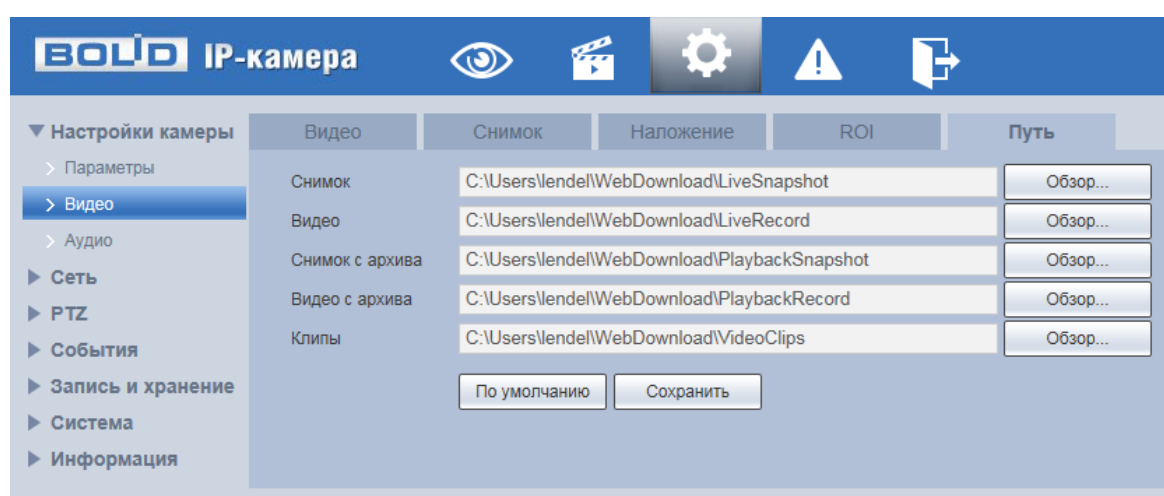 BOLID IP-камера
Настройки камеры
Видео Снимок Наложение ROI Путь
Параметры
Снимок C:\Users\lendel\WebDownload\LiveSnapshot Обзор...
Видео
Видео C:\Users\lendel\WebDownload\LiveRecord Обзор...
Аудио
Снимок с архива C:\Users\lendel\WebDownload\PlaybackSnapshot Обзор...
Сеть
Видео с архива C:\Users\lendel\WebDownload\PlaybackRecord Обзор...
PTZ
Клипы C:\Users\lendel\WebDownload\VideoClips Обзор...
События
Запись и хранение
По умолчанию Сохранить
Система
Информация